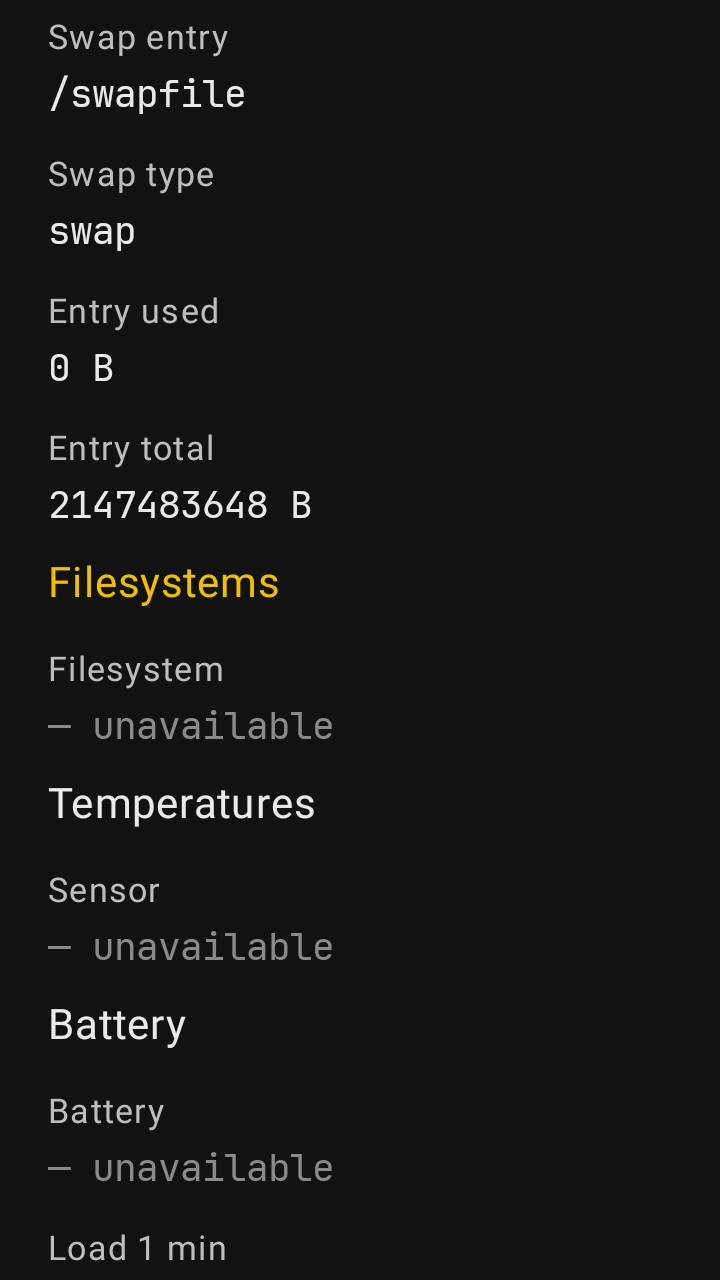 Swap entry
/swapfile
Swap type
swap
Entry used
0 B
Entry total
2147483648 B
Filesystems
Filesystem
— unavailable
Temperatures
Sensor
— unavailable
Battery
Battery
— unavailable
Load 1 min